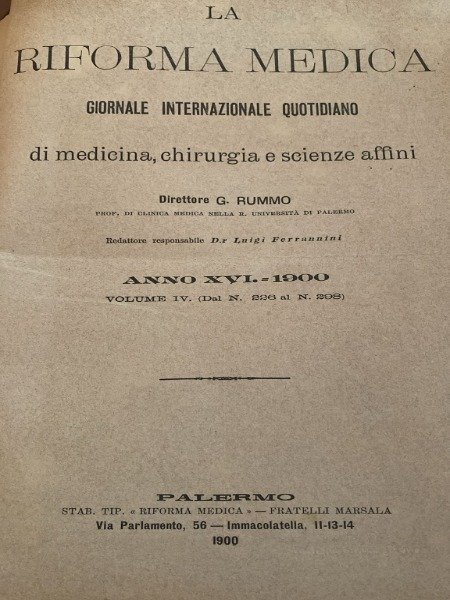 LA
RIFORMA MEDICA
GIORNALE INTERNAZIONALE QUOTIDIANO
di medicina, chirurgia e scienze affini
Direttore G. RUMMO
PROF. DI CLINICA MEDICA NELLA R. UNIVERSITÀ DI PALERMO
Redattore responsabile D.r Luigi Ferrannini
ANNO XVI.-1900
VOLUME IV. (Dal N. 226 al N. 298)
PALERMO
STAB. TIP. « RIFORMA MEDICA » — FRATELLI MARSALA
Via Parlamento, 56 — Immacolatella, 11-13-14
1900